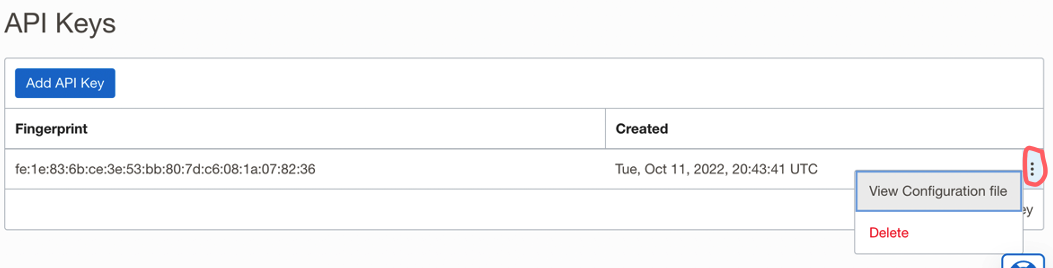 API Keys
Add API Key
Fingerprint Created
fe:1e:83:6b:ce:3e:53:bb:80:7d:c6:08:1a:07:82:36 Tue, Oct 11, 2022, 20:43:41 UTC
View Configuration file
ey
Delete